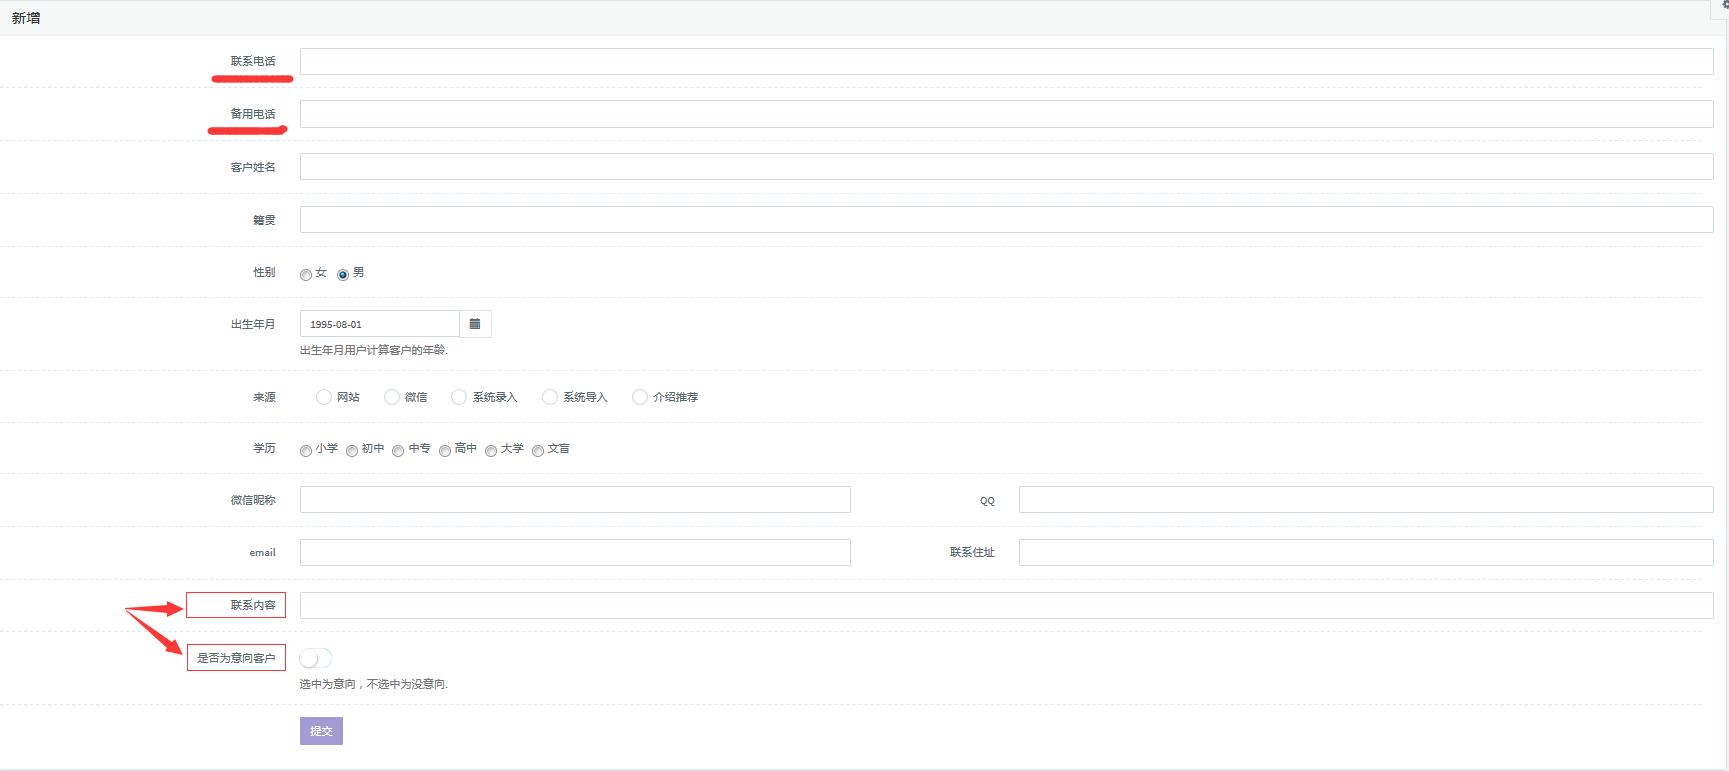 新增
联系电话
备用电话
客户姓名
籍贯
性别 女 男
出生年月 1995-08-01
出生年月用户计算客户的年龄.
来源 网站 微信 系统录入 系统导入 介绍推荐
学历 小学 初中 中专 高中 大学 文盲
微信昵称 QQ
email 联系住址
联系内容
是否为意向客户
选中为意向，不选中为没意向.
提交